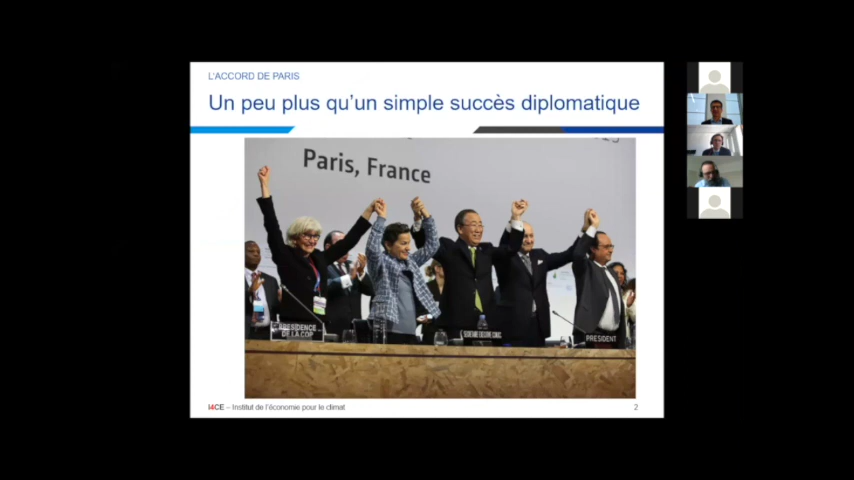 L'ACCORD DE PARIS
Un peu plus qu'un simple succès diplomatique
Paris, France
PRESIDENCE
DE LA COP
PRESIDENT
I4CE – Institut de l'économie pour le climat
2